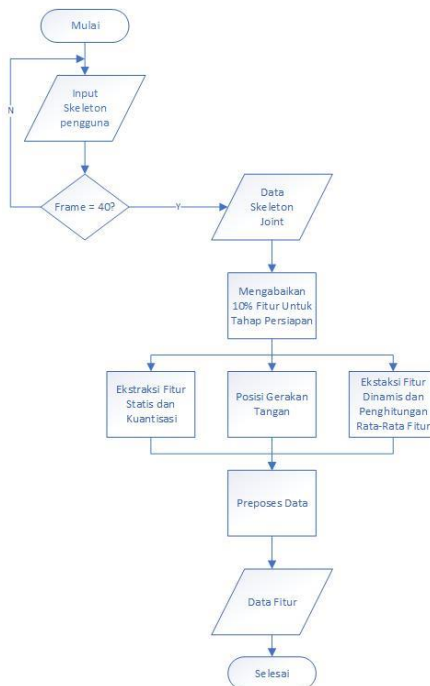 Mulai
Input
Skeleton
pengguna
N
Frame = 40?
Y
Data
Skeleton
Joint
Mengabaikan
10% Fitur Untuk
Tahap Persiapan
Ekstraksi Fitur
Statis dan
Kuantisasi
Posisi Gerakan
Tangan
Ekstaksi Fitur
Dinamis dan
Penghitungan
Rata-Rata Fitur
Preposes Data
Data Fitur
Selesai